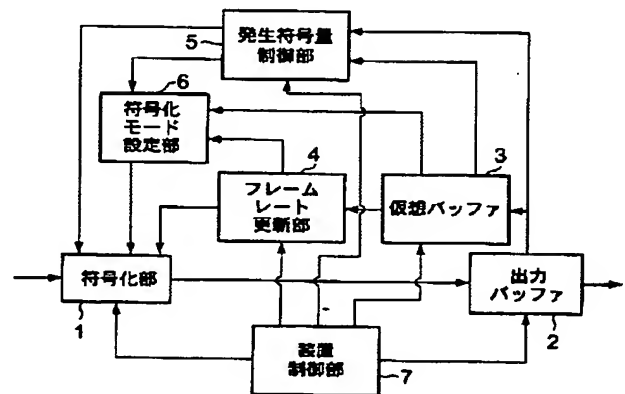 5
発生符号量
制御部
6
符号化
モード
設定部
4
フレーム
レート
更新部
3
仮想バッファ
符号化部
1
出力
バッファ
2
装置
制御部
7